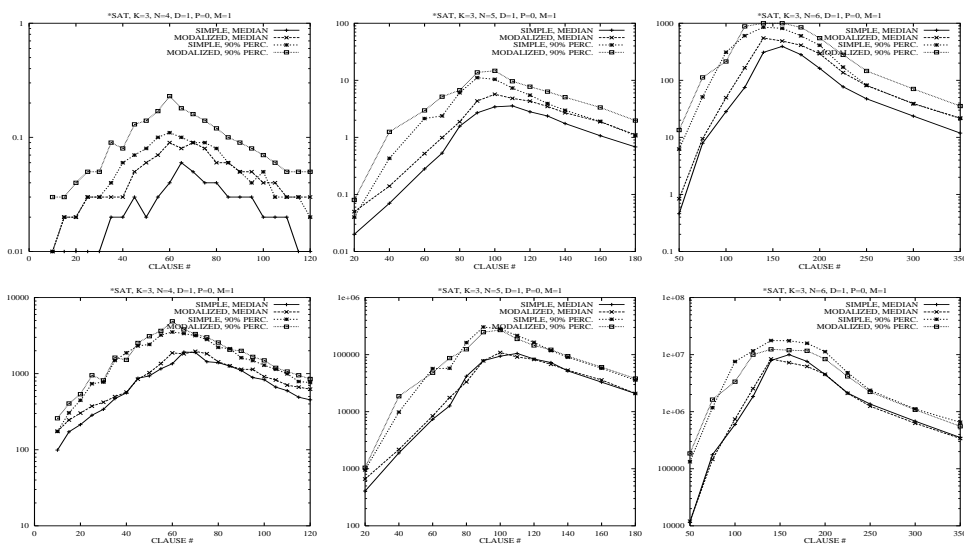 *SAT, K=3, N=4, D=1, P=0, M=1
SIMPLE, MEDIAN
MODALIZED, MEDIAN
SIMPLE, 90% PERC.
MODALIZED, 90% PERC.
1
0.1
0.01
0 20 40 60 80 100 120
CLAUSE #
*SAT, K=3, N=5, D=1, P=0, M=1
SIMPLE, MEDIAN
MODALIZED, MEDIAN
SIMPLE, 90% PERC.
MODALIZED, 90% PERC.
100
10
1
0.1
0.01
20 40 60 80 100 120 140 160 180
CLAUSE #
*SAT, K=3, N=6, D=1, P=0, M=1
SIMPLE, MEDIAN
MODALIZED, MEDIAN
SIMPLE, 90% PERC.
MODALIZED, 90% PERC.
1000
100
10
1
0.1
50 100 150 200 250 300 350
CLAUSE #
*SAT, K=3, N=4, D=1, P=0, M=1
SIMPLE, MEDIAN
MODALIZED, MEDIAN
SIMPLE, 90% PERC.
MODALIZED, 90% PERC.
10000
1000
100
10
0 20 40 60 80 100 120
CLAUSE #
*SAT, K=3, N=5, D=1, P=0, M=1
SIMPLE, MEDIAN
MODALIZED, MEDIAN
SIMPLE, 90% PERC.
MODALIZED, 90% PERC.
1e+06
100000
10000
1000
100
20 40 60 80 100 120 140 160 180
CLAUSE #
*SAT, K=3, N=6, D=1, P=0, M=1
SIMPLE, MEDIAN
MODALIZED, MEDIAN
SIMPLE, 90% PERC.
MODALIZED, 90% PERC.
1e+08
1e+07
1e+06
100000
10000
50 100 150 200 250 300 350
CLAUSE #